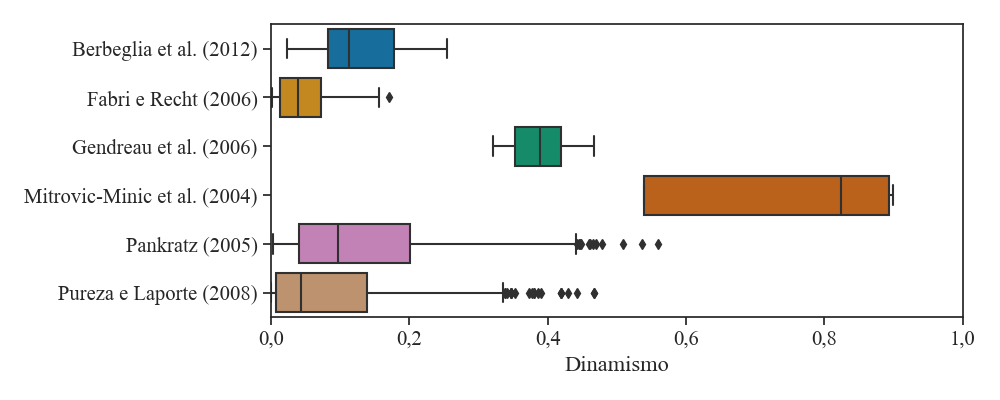 Berbeglia et al. (2012)
Fabri e Recht (2006)
Gendreau et al. (2006)
Mitrovic-Minic et al. (2004)
Pankratz (2005)
Pureza e Laporte (2008)
0,0 0,2 0,4 0,6 0,8 1,0
Dinamismo